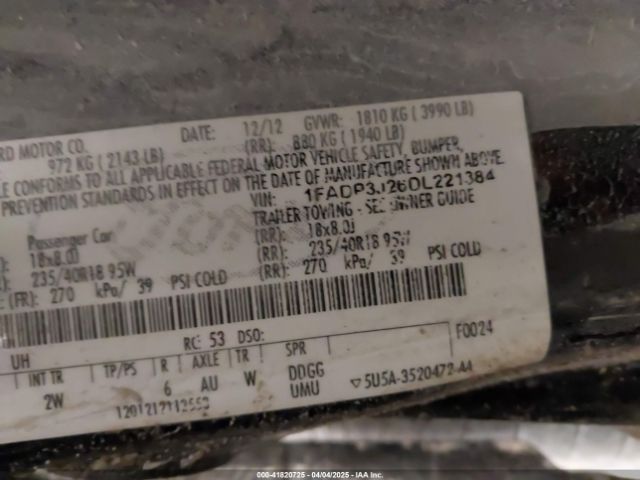 RD MOTOR CO. DATE: 12/12 GVWR: 1810 KG ( 3990 LB)
972 KG ( 2143 LB) (RR): 880 KG ( 1940 LB)
LE CONFORMS TO ALL APPLICABLE FEDERAL MOTOR VEHICLE SAFETY, BUMPER,
PREVENTION STANDARDS IN EFFECT ON THE DATE OF MANUFACTURE SHOWN ABOVE.
VIN: 1FADP3J26DL221384
Passenger Car TRAILER TOWING - SEE OWNER GUIDE
18x8.0J (RR): 18x8.0J
235/40R18 95W (RR): 235/40R18 95W
(FR): 270 kPa/ 39 PSI COLD (RR): 270 kPa/ 39 PSI COLD
RC: 53 DSO: F0024
UH
INT TR TP/PS R AXLE TR SPR
2W 6 AU W DDGG
UMU
5U5A-3520472-AA
000-41820725 - 04/04/2025 - IAAI.com